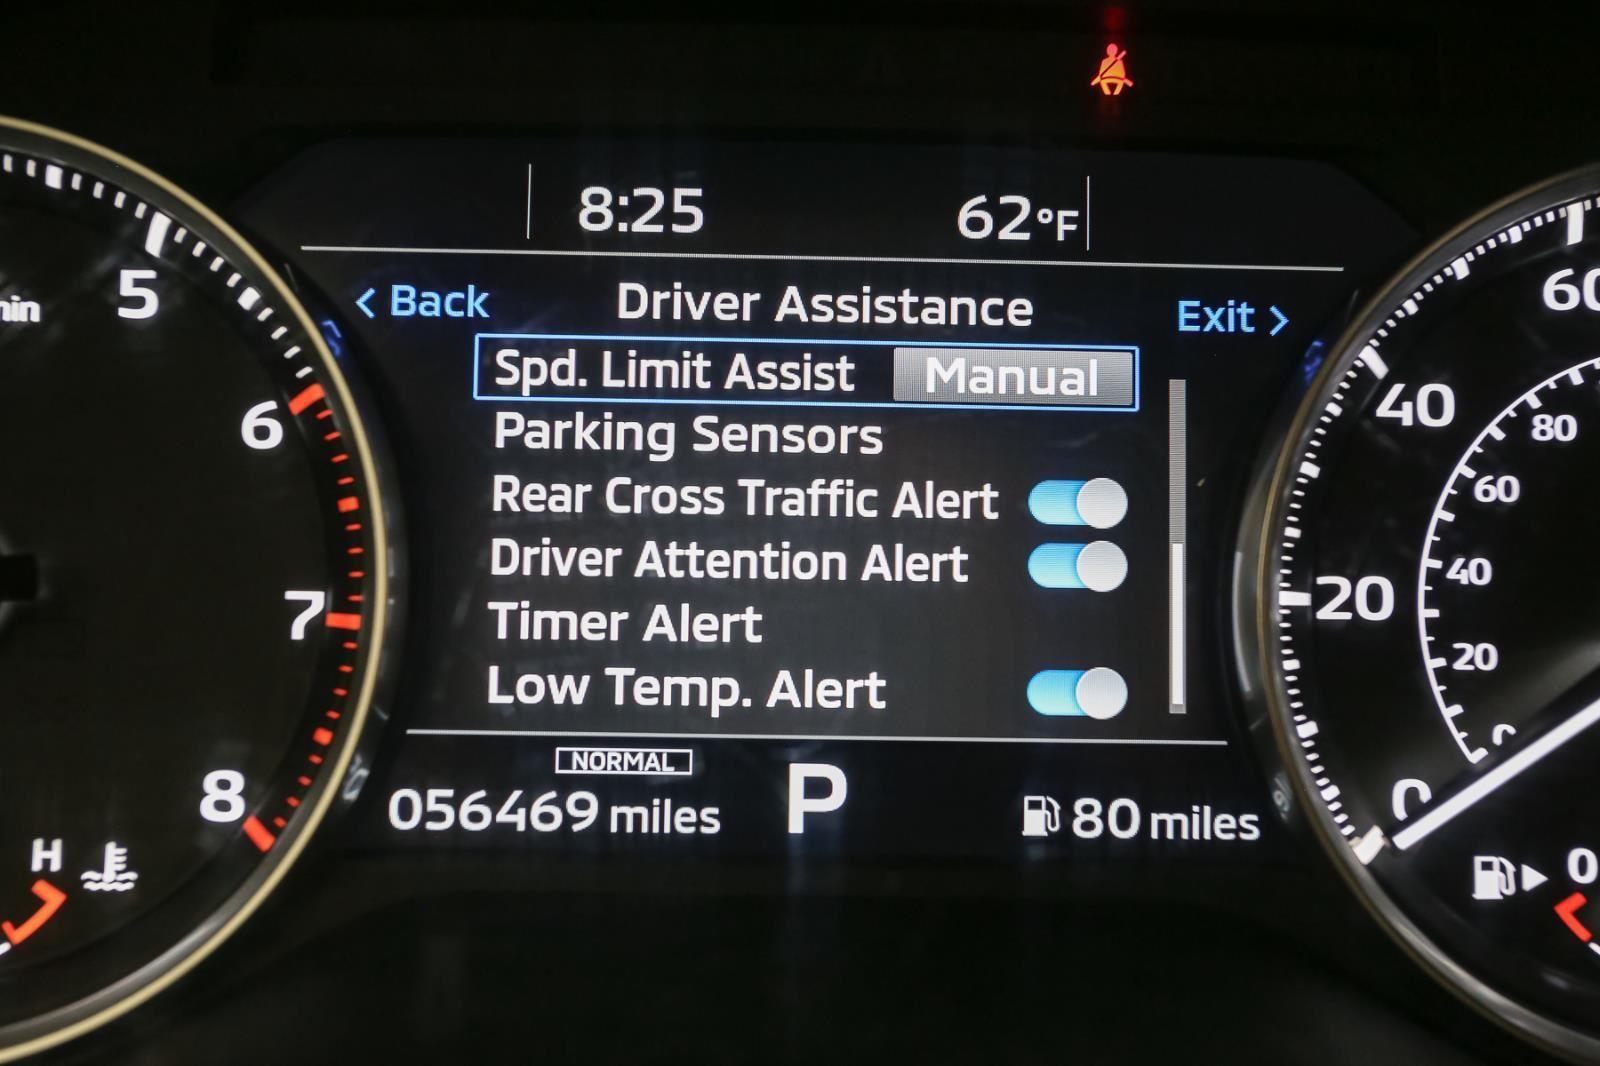 8:25 62°F
< Back Driver Assistance Exit >
Spd. Limit Assist Manual
Parking Sensors
Rear Cross Traffic Alert
Driver Attention Alert
Timer Alert
Low Temp. Alert
NORMAL
056469 miles P 80 miles
5
6
7
8
H
60
40
20
0
80
60
40
20
0
0